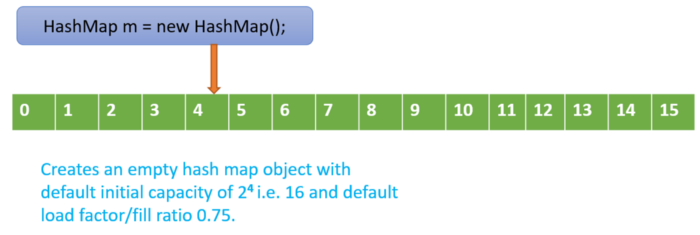 HashMap m = new HashMap();
0 1 2 3 4 5 6 7 8 9 10 11 12 13 14 15
Creates an empty hash map object with
default initial capacity of 2⁴ i.e. 16 and default
load factor/fill ratio 0.75.